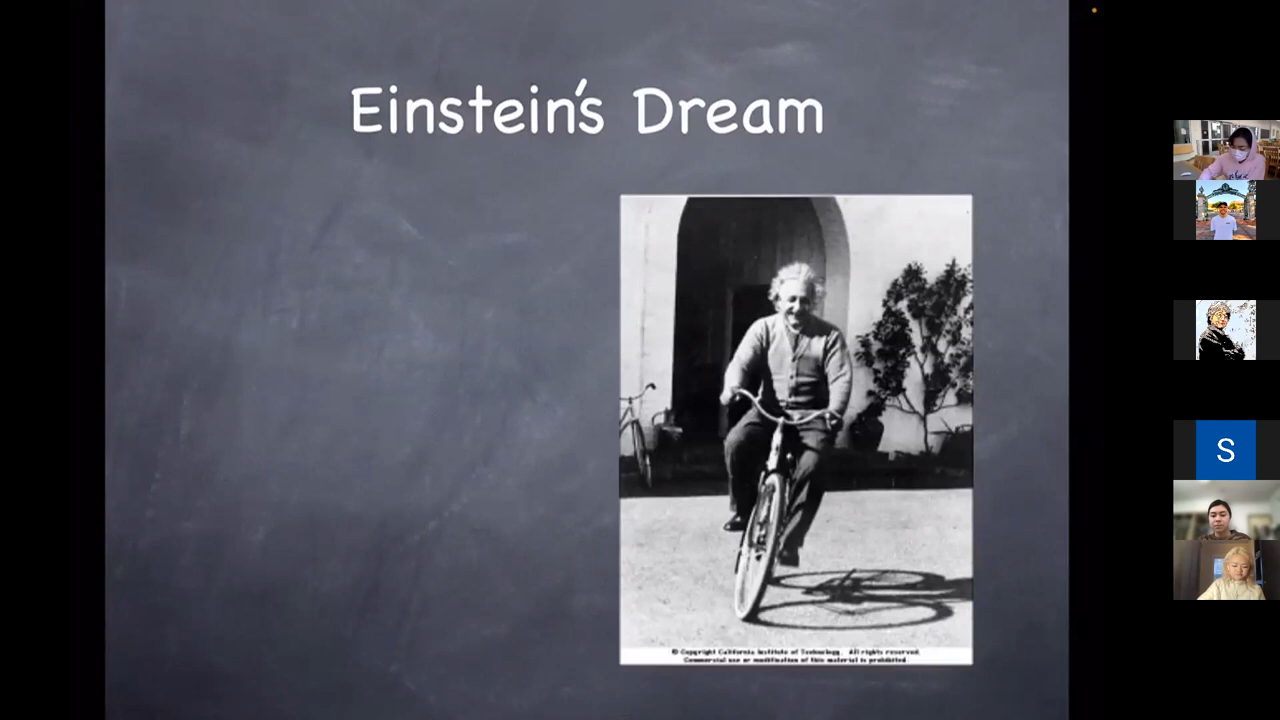 Einstein's Dream
© Copyright California Institute of Technology. All rights reserved.
Commercial use or modification of this material is prohibited.
S